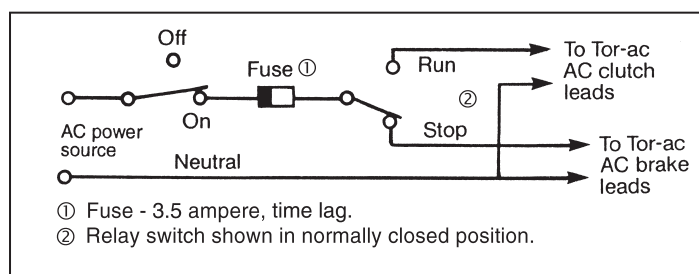 Off
Fuse ①
Run
To Tor-ac
AC clutch
leads
②
On
Stop
AC power
source
Neutral
To Tor-ac
AC brake
leads
① Fuse - 3.5 ampere, time lag.
② Relay switch shown in normally closed position.